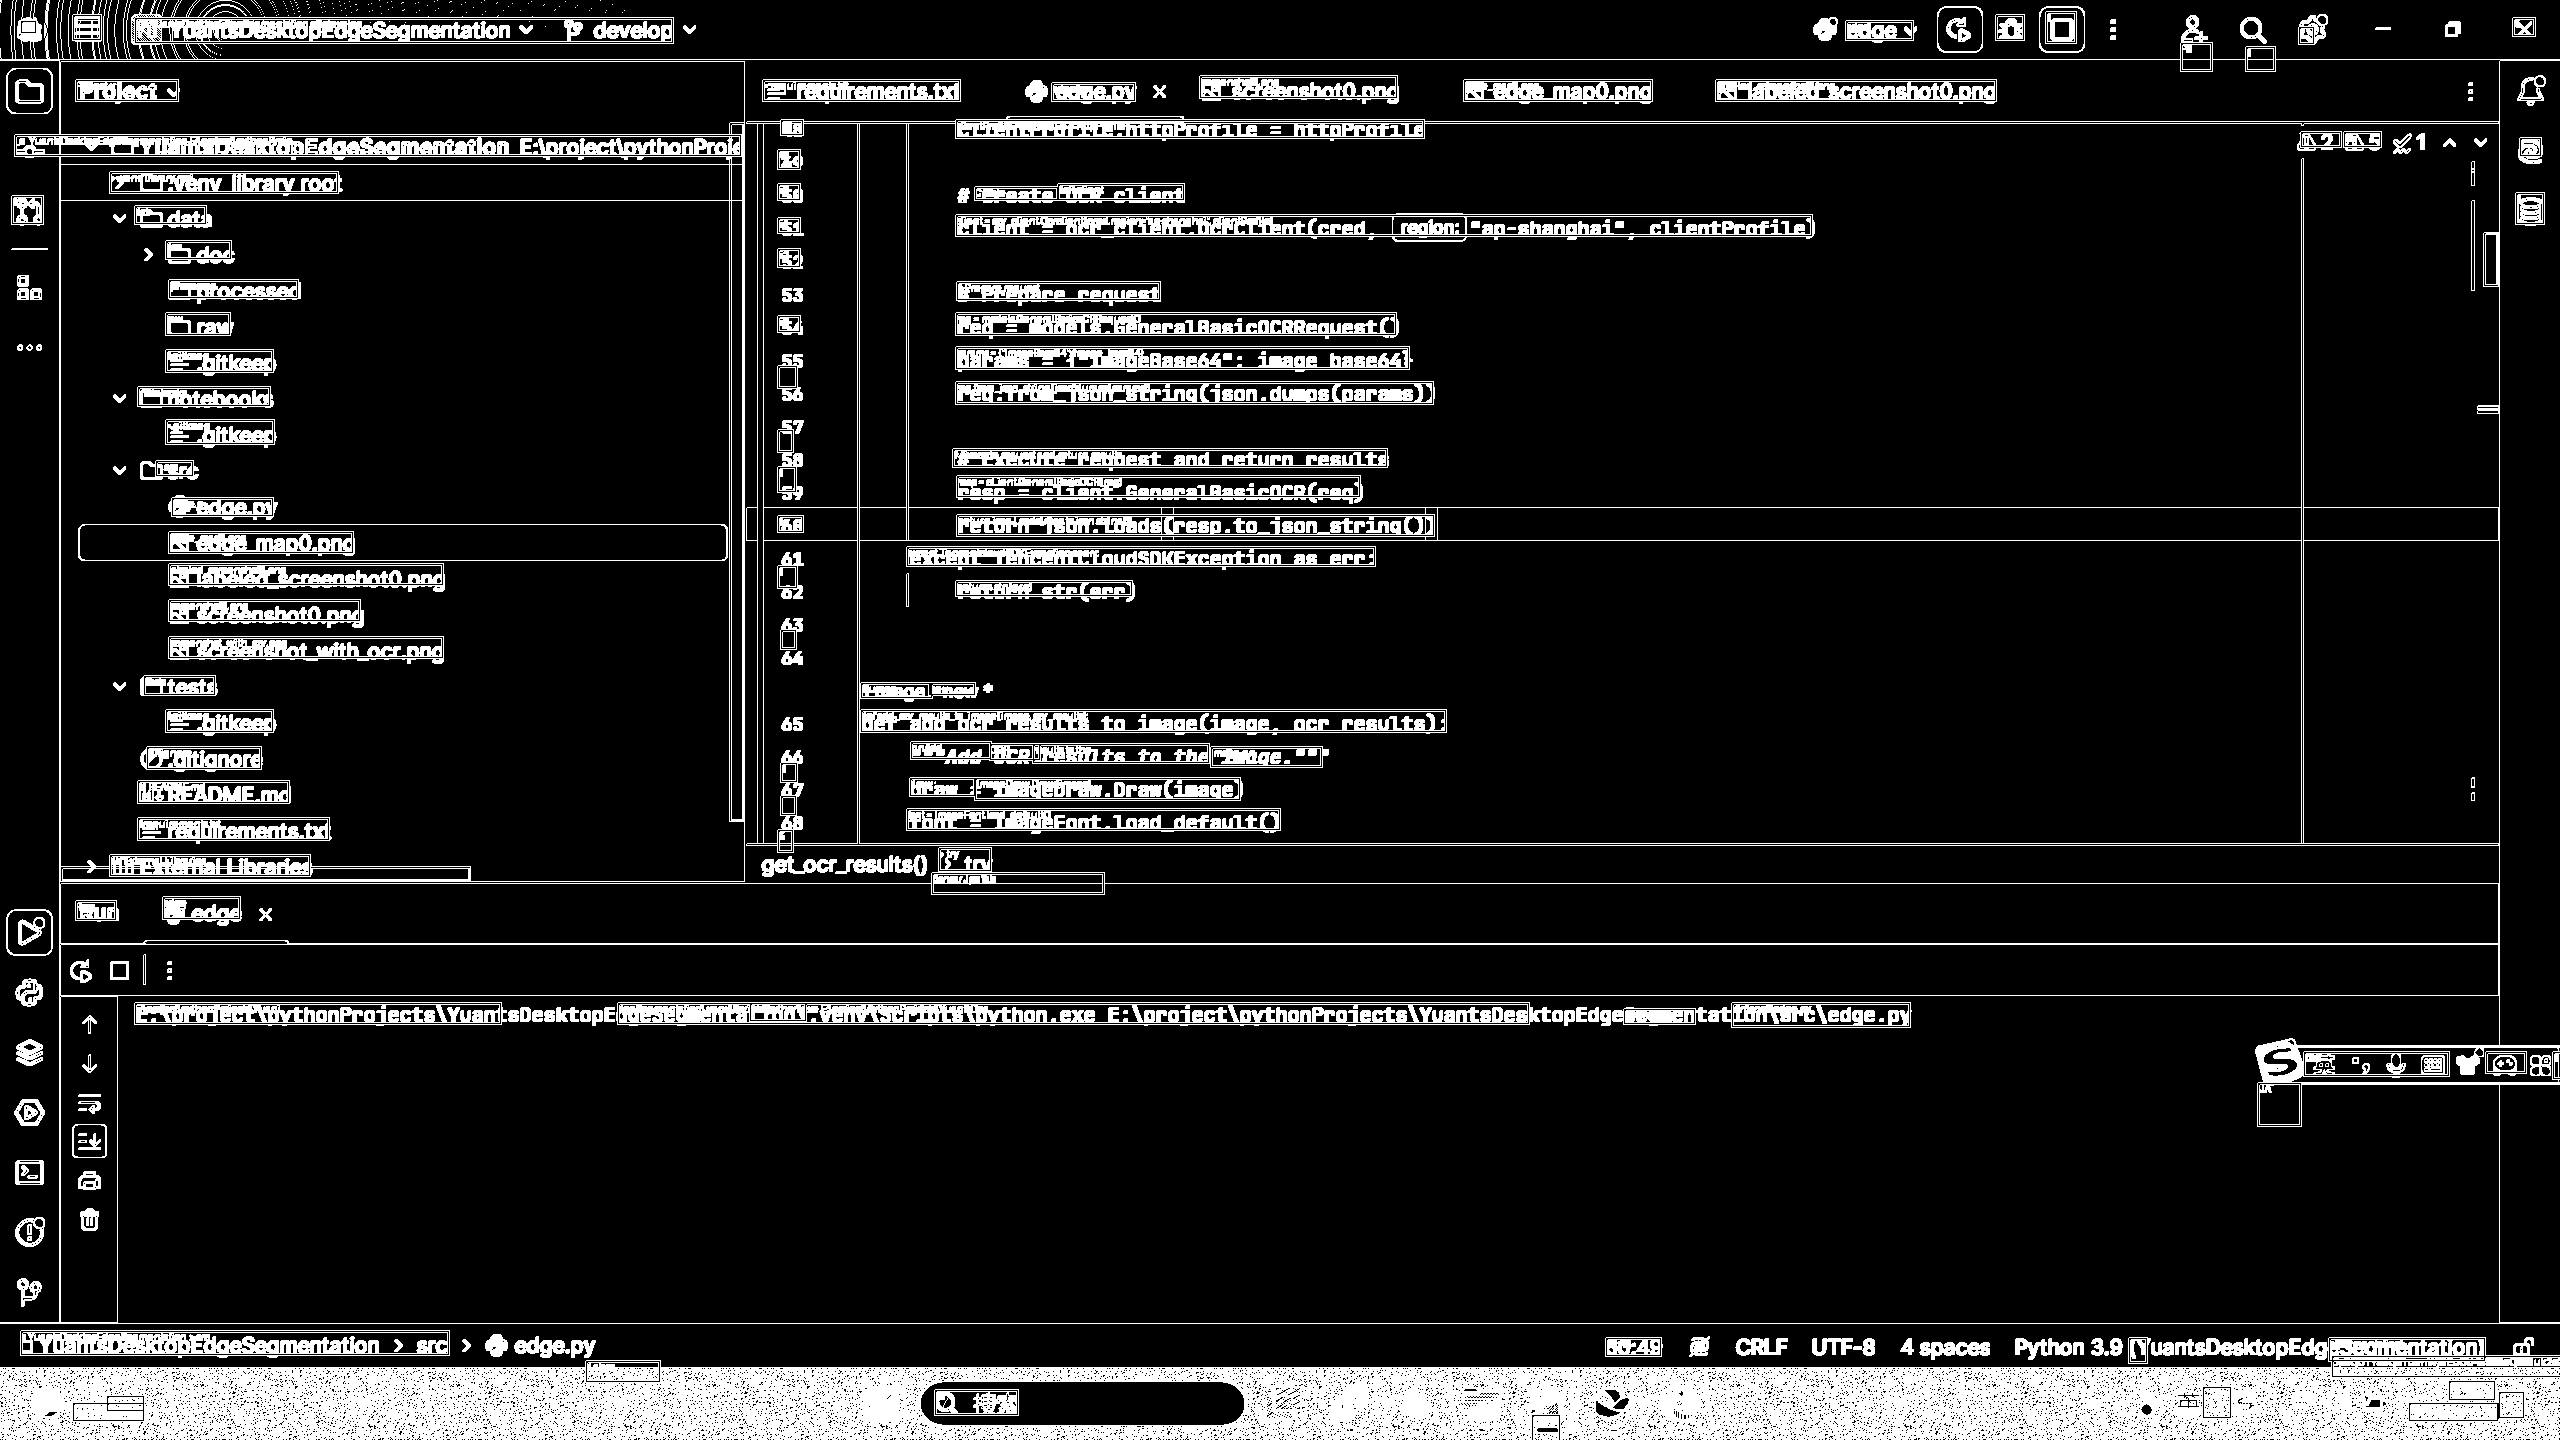 YuantsDesktopEdgeSegmentation develop edge
Project
requirements.txt edge.py screenshot0.png edge_map0.png labeled_screenshot0.png
YuantsDesktopEdgeSegmentation E:\project\pythonProje
.venv library root
data
doc
processed
raw
.gitkeep
notebooks
.gitkeep
src
edge.py
edge_map0.png
labeled_screenshot0.png
screenshot0.png
screenshot_with_ocr.png
tests
.gitkeep
.gitignore
README.md
requirements.txt
External Libraries
2 5 1
clientProfile.httpProfile = httpProfile
# Create OCR client
client = ocr_client.OcrClient(cred, region: "ap-shanghai", clientProfile)
53 # Prepare request
req = models.GeneralBasicOCRRequest()
55 params = {"ImageBase64": image_base64}
56 req.from_json_string(json.dumps(params))
57
58 # Execute request and return results
59 resp = client.GeneralBasicOCR(req)
60 return json.loads(resp.to_json_string())
61 except TencentCloudSDKException as err:
62 return str(err)
63
64
1 usage new *
65 def add_ocr_results_to_image(image, ocr_results):
66 """Add OCR results to the image."""
67 draw = ImageDraw.Draw(image)
68 font = ImageFont.load_default()
get_ocr_results() try
Run edge
E:\project\pythonProjects\YuantsDesktopEdgeSegmentation\.venv\Scripts\python.exe E:\project\pythonProjects\YuantsDesktopEdgeSegmentation\src\edge.py
YuantsDesktopEdgeSegmentation > src > edge.py
60:49 CRLF UTF-8 4 spaces Python 3.9 (YuantsDesktopEdgeSegmentation)
搜索